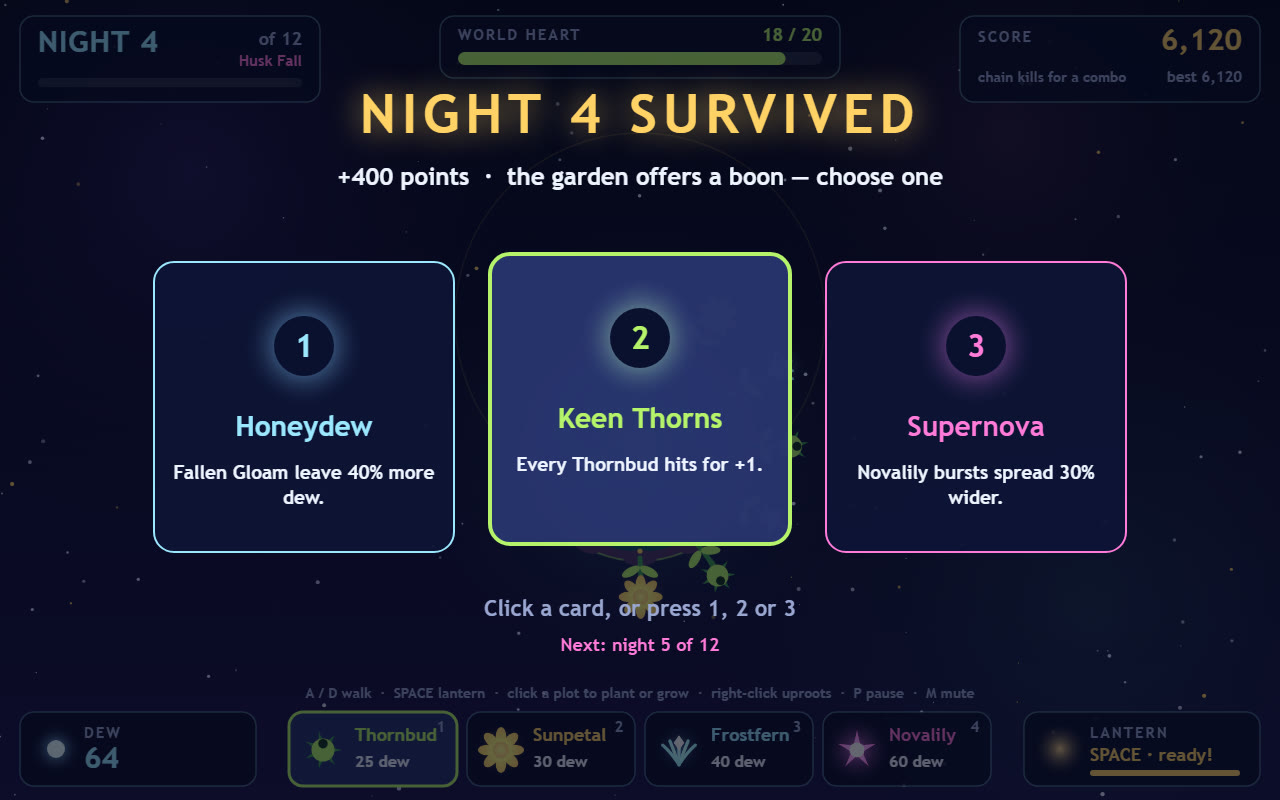 NIGHT 4
of 12
Husk Fall
WORLD HEART
18 / 20
SCORE
6,120
chain kills for a combo
best 6,120
NIGHT 4 SURVIVED
+400 points · the garden offers a boon — choose one
1
Honeydew
Fallen Gloam leave 40% more
dew.
2
Keen Thorns
Every Thornbud hits for +1.
3
Supernova
Novalily bursts spread 30%
wider.
Click a card, or press 1, 2 or 3
Next: night 5 of 12
A / D walk · SPACE lantern · click a plot to plant or grow · right-click uproots · P pause · M mute
DEW
64
Thornbud
1
25 dew
Sunpetal
2
30 dew
Frostfern
3
40 dew
Novalily
4
60 dew
LANTERN
SPACE · ready!